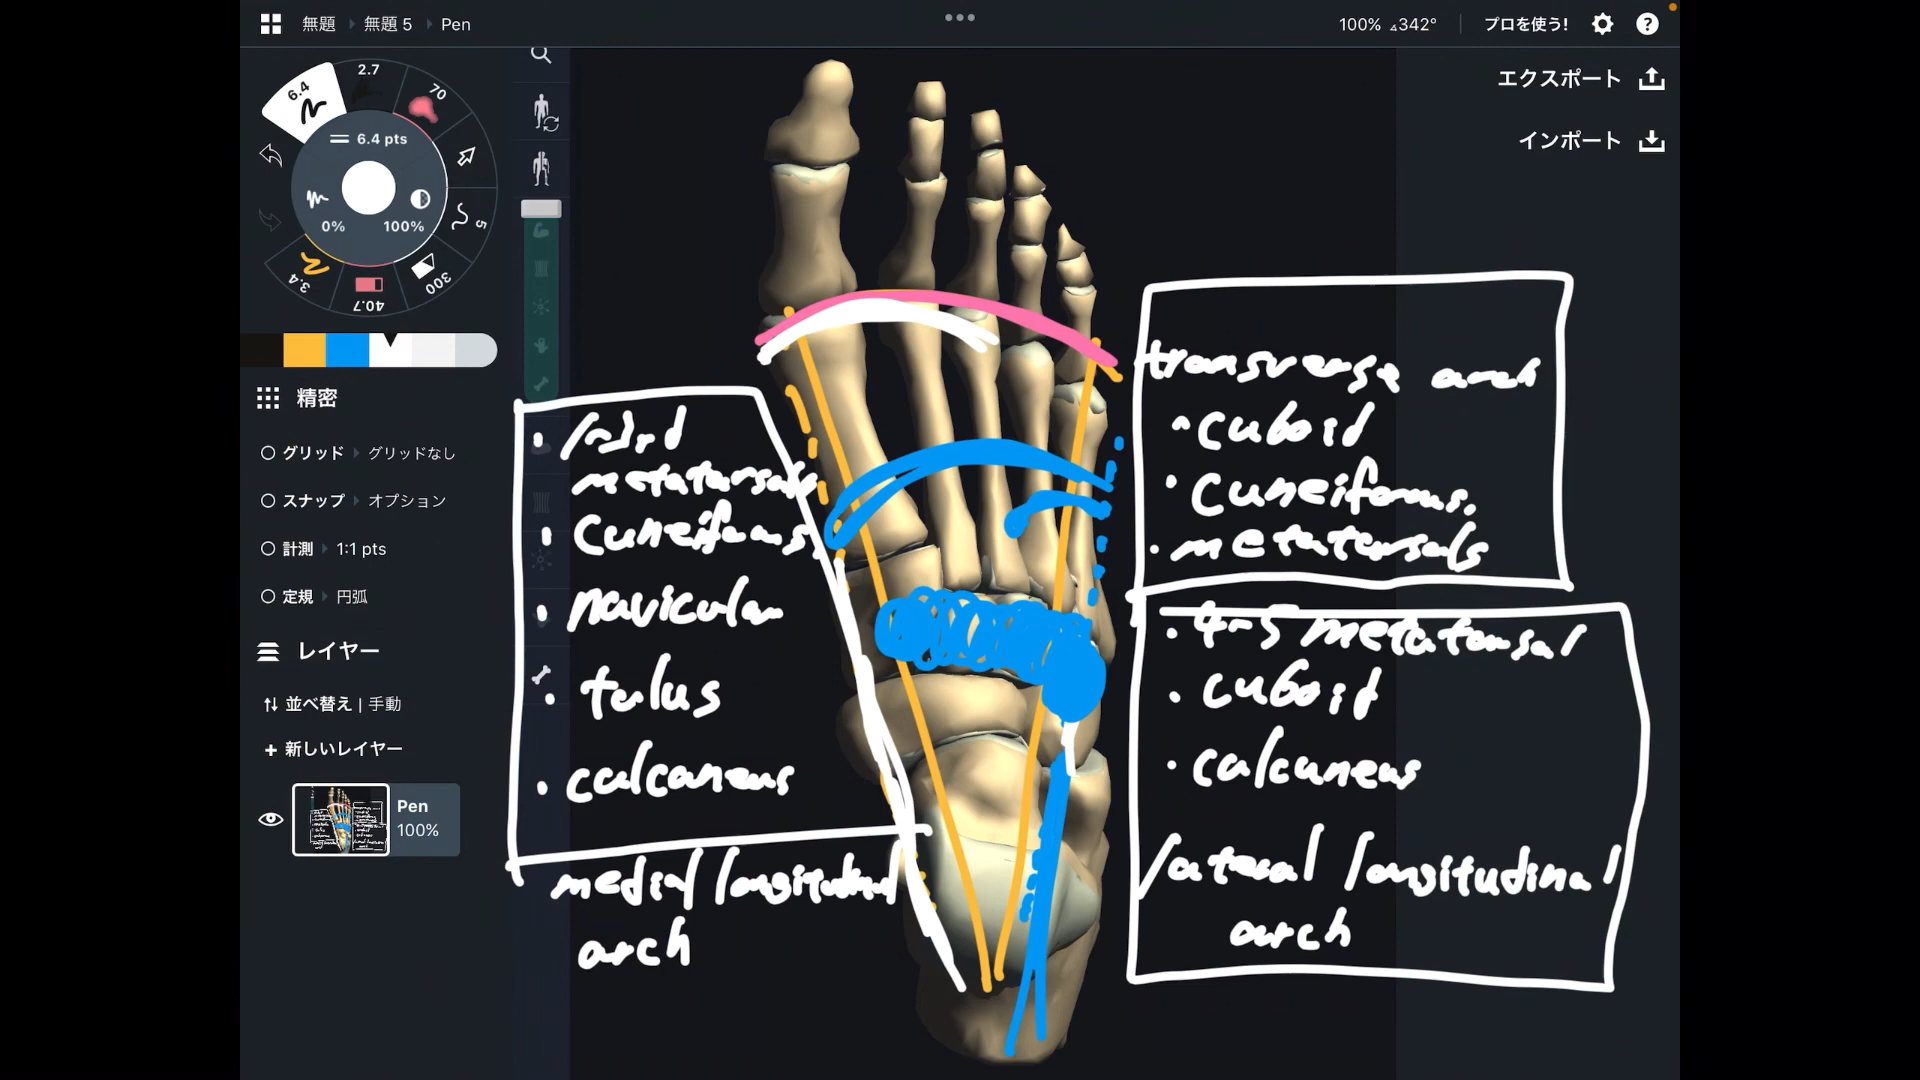 無題 無題 5 Pen
100% ⊿342° プロを使う!
エクスポート
インポート
2.7
6.4
70
6.4 pts
0% 100%
5
3.4
40.7
300
精密
グリッド グリッドなし
スナップ オプション
計測 1:1 pts
定規 円弧
レイヤー
並べ替え | 手動
+ 新しいレイヤー
Pen
100%
metatarsals
・Cuneiforms
・navicular
・talus
・calcaneus
medial longitudinal
arch
transverse arch
・cuboid
・Cuneiforms.
・metatarsals
・4-5 metatarsal
・cuboid
・calcaneus
lateral longitudinal
arch